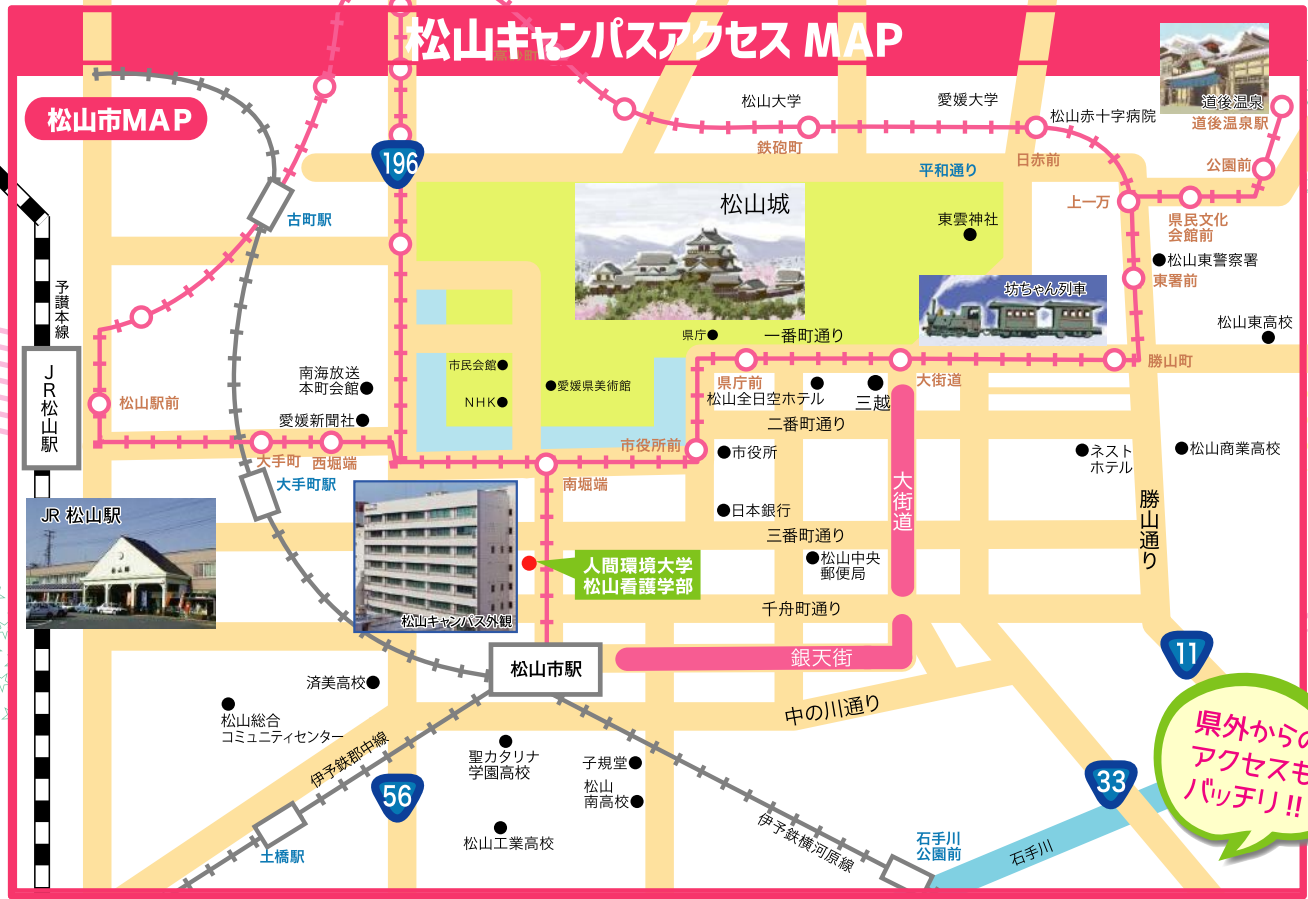 松山キャンパスアクセス MAP
松山市MAP
196
松山大学
愛媛大学
松山赤十字病院
道後温泉
道後温泉駅
鉄砲町
日赤前
公園前
平和通り
上一万
県民文化
会館前
古町駅
松山城
東雲神社
松山東警察署
東署前
予讃本線
坊ちゃん列車
松山東高校
県庁
一番町通り
JR松山駅
南海放送
本町会館
市民会館
愛媛県美術館
NHK
県庁前
大街道
勝山町
松山駅前
愛媛新聞社
松山全日空ホテル
三越
二番町通り
大手町
西堀端
市役所前
市役所
ネスト
ホテル
松山商業高校
大手町駅
南堀端
大街道
勝山通り
JR 松山駅
日本銀行
三番町通り
人間環境大学
松山看護学部
松山中央
郵便局
松山キャンパス外観
千舟町通り
松山市駅
銀天街
11
済美高校
松山総合
コミュニティセンター
中の川通り
伊予鉄郡中線
聖カタリナ
学園高校
子規堂
松山
南高校
56
33
県外からの
アクセスも
バッチリ!!
土橋駅
松山工業高校
伊予鉄横河原線
石手川
公園前
石手川